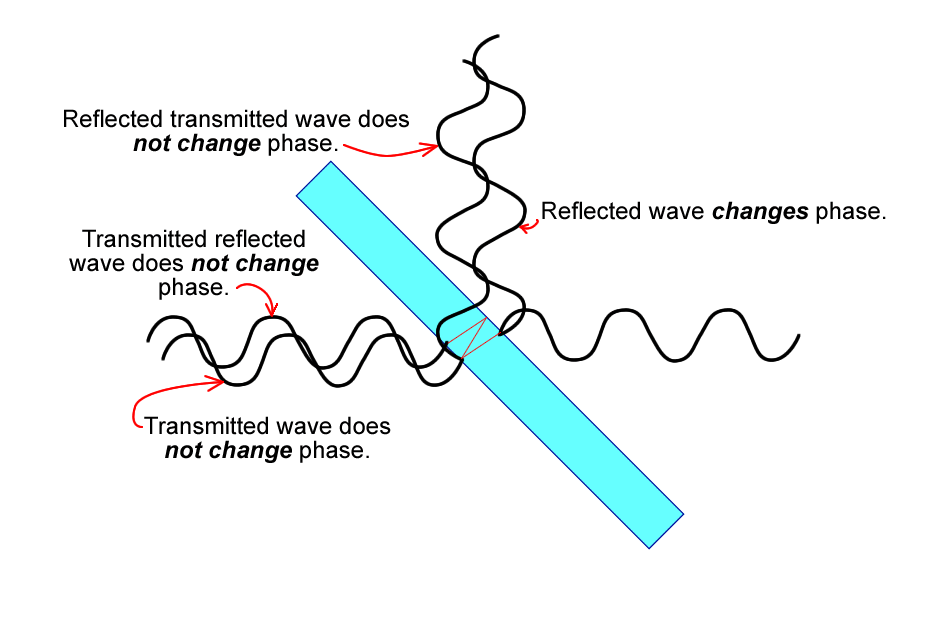 Reflected transmitted wave does
not change phase.
Reflected wave changes phase.
Transmitted reflected
wave does not change
phase.
Transmitted wave does
not change phase.